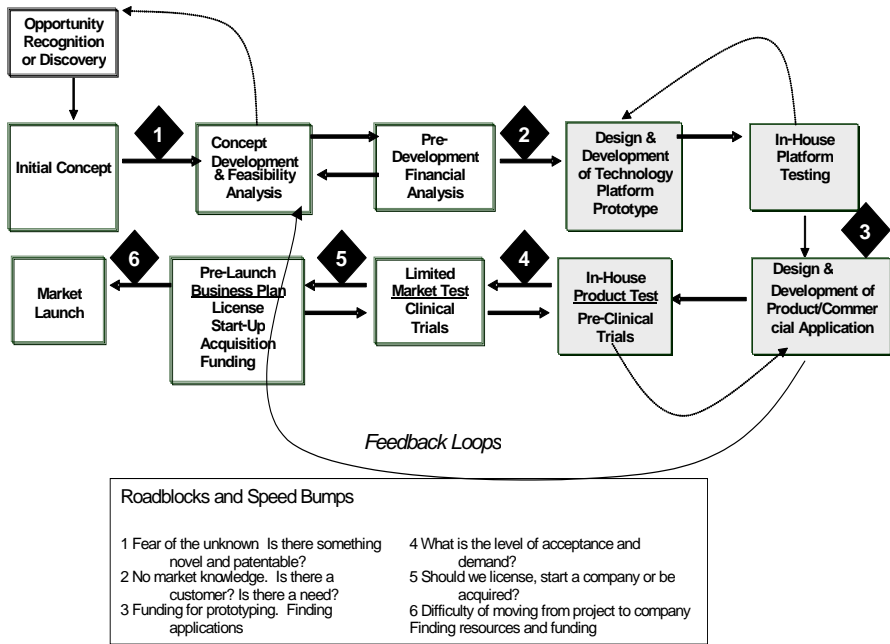 Opportunity
Recognition
or Discovery
Initial Concept
1
Concept
Development
& Feasibility
Analysis
Pre-
Development
Financial
Analysis
2
Design &
Development
of Technology
Platform
Prototype
In-House
Platform
Testing
3
Design &
Development of
Product/Commer
cial Application
In-House
Product Test
Pre-Clinical
Trials
4
Limited
Market Test
Clinical
Trials
5
Pre-Launch
Business Plan
License
Start-Up
Acquisition
Funding
6
Market
Launch
Feedback Loops
Roadblocks and Speed Bumps
1 Fear of the unknown Is there something
novel and patentable?
2 No market knowledge. Is there a
customer? Is there a need?
3 Funding for prototyping. Finding
applications
4 What is the level of acceptance and
demand?
5 Should we license, start a company or be
acquired?
6 Difficulty of moving from project to company
Finding resources and funding